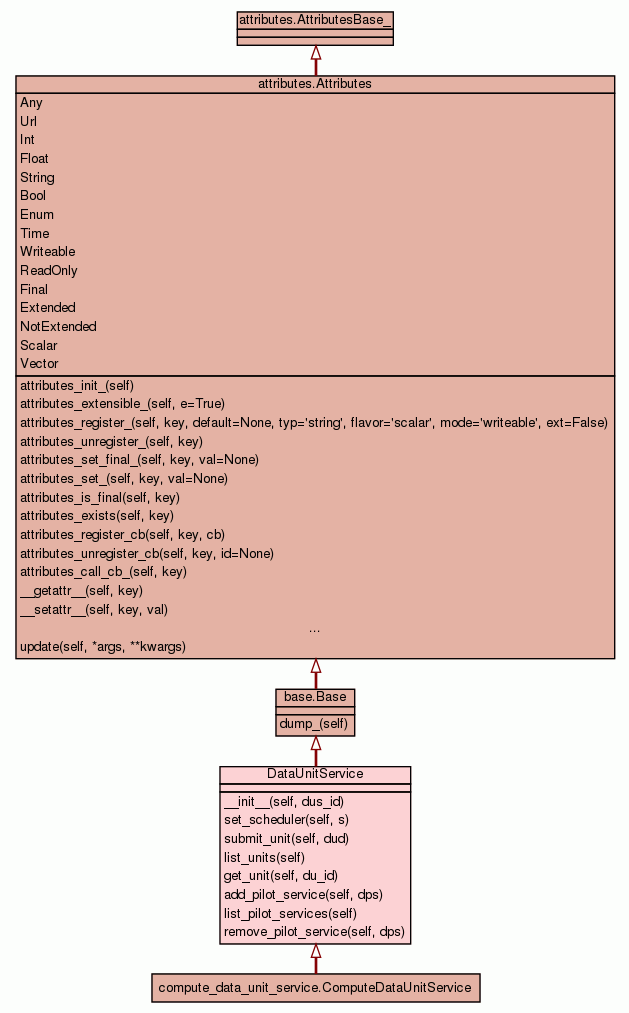 attributes.AttributesBase_
attributes.Attributes
Any
Url
Int
Float
String
Bool
Enum
Time
Writeable
ReadOnly
Final
Extended
NotExtended
Scalar
Vector
attributes_init_(self)
attributes_extensible_(self, e=True)
attributes_register_(self, key, default=None, typ='string', flavor='scalar', mode='writeable', ext=False)
attributes_unregister_(self, key)
attributes_set_final_(self, key, val=None)
attributes_set_(self, key, val=None)
attributes_is_final(self, key)
attributes_exists(self, key)
attributes_register_cb(self, key, cb)
attributes_unregister_cb(self, key, id=None)
attributes_call_cb_(self, key)
__getattr__(self, key)
__setattr__(self, key, val)
...
update(self, *args, **kwargs)
base.Base
dump_(self)
DataUnitService
__init__(self, dus_id)
set_scheduler(self, s)
submit_unit(self, dud)
list_units(self)
get_unit(self, du_id)
add_pilot_service(self, dps)
list_pilot_services(self)
remove_pilot_service(self, dps)
compute_data_unit_service.ComputeDataUnitService